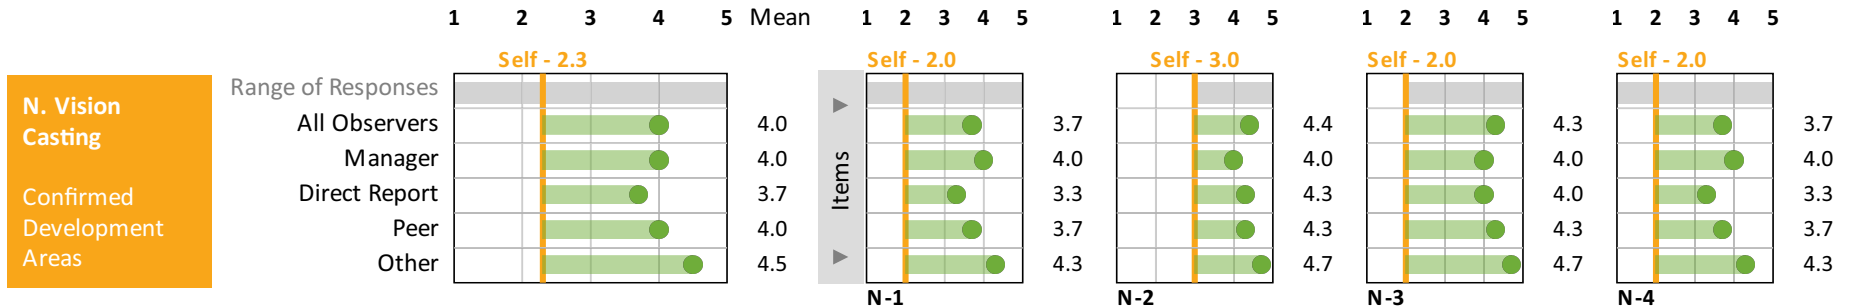 1 2 3 4 5 Mean 1 2 3 4 5 1 2 3 4 5 1 2 3 4 5 1 2 3 4 5
Self - 2.3 Self - 2.0 Self - 3.0 Self - 2.0 Self - 2.0
N. Vision
Casting
Confirmed
Development
Areas
Range of Responses
All Observers 4.0 3.7 4.4 4.3 3.7
Manager 4.0 4.0 4.0 4.0 4.0
Direct Report 3.7 3.3 4.3 4.0 3.3
Peer 4.0 3.7 4.3 4.3 3.7
Other 4.5 4.3 4.7 4.7 4.3
Items
N-1 N-2 N-3 N-4